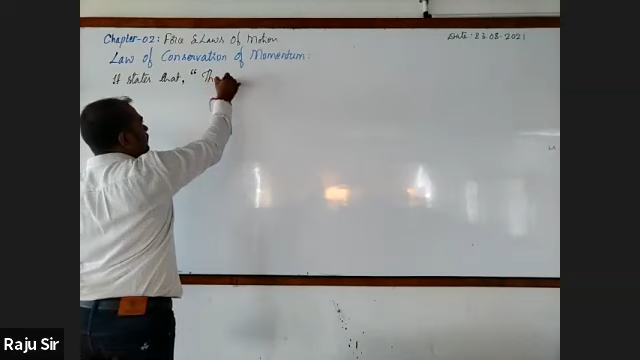 Chapter-02: Force & Laws Of Motion
Date: 23.08.2021
Law of Conservation of Momentum:
It states that, " The
Raju Sir